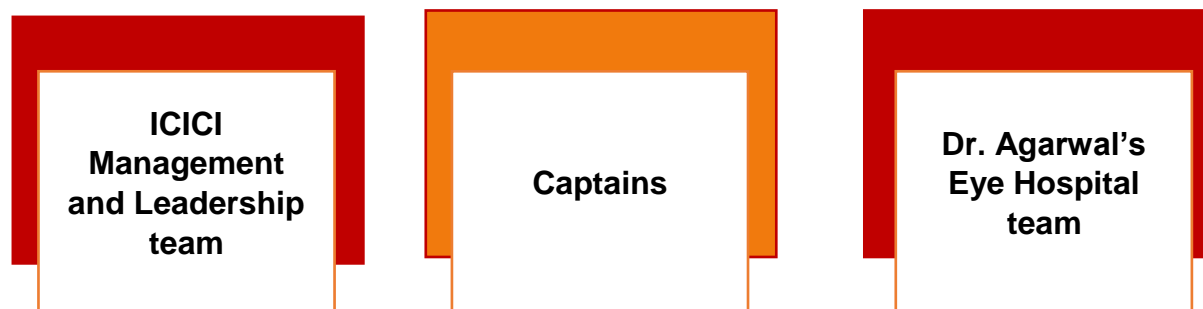 ICICI
Management
and Leadership
team
Captains
Dr. Agarwal’s
Eye Hospital
team